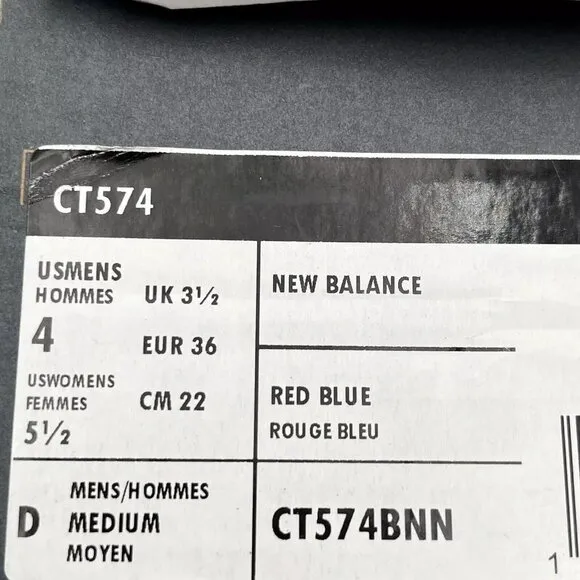 CT574
USMENS
HOMMES
4
UK 3½
EUR 36
USWOMENS
FEMMES
5½
CM 22
NEW BALANCE
RED BLUE
ROUGE BLEU
D
MENS/HOMMES
MEDIUM
MOYEN
CT574BNN
1